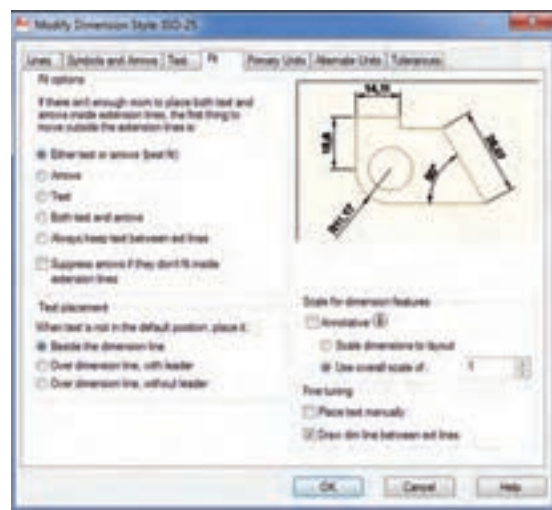 Modify Dimension Style: ISO-25
Lines
Symbols and Arrows
Text
Fit
Primary Units
Alternate Units
Tolerances
Fit options
If there isn't enough room to place both text and
arrows inside extension lines, the first thing to
move outside the extension lines is:
Either text or arrows (best fit)
Arrows
Text
Both text and arrows
Always keep text between ext lines
Suppress arrows if they don't fit inside
extension lines
Text placement
When text is not in the default position, place it:
Beside the dimension line
Over dimension line, with leader
Over dimension line, without leader
14,11
60°
R11,17
Scale for dimension features
Annotative
Scale dimensions to layout
Use overall scale of:
1
Fine tuning
Place text manually
Draw dim line between ext lines
OK
Cancel
Help